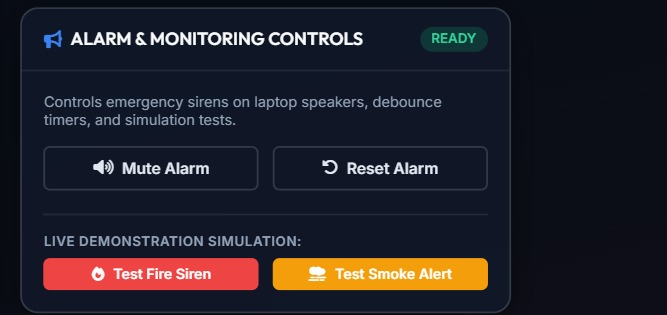 ALARM & MONITORING CONTROLS
READY
Controls emergency sirens on laptop speakers, debounce
timers, and simulation tests.
Mute Alarm
Reset Alarm
LIVE DEMONSTRATION SIMULATION:
Test Fire Siren
Test Smoke Alert